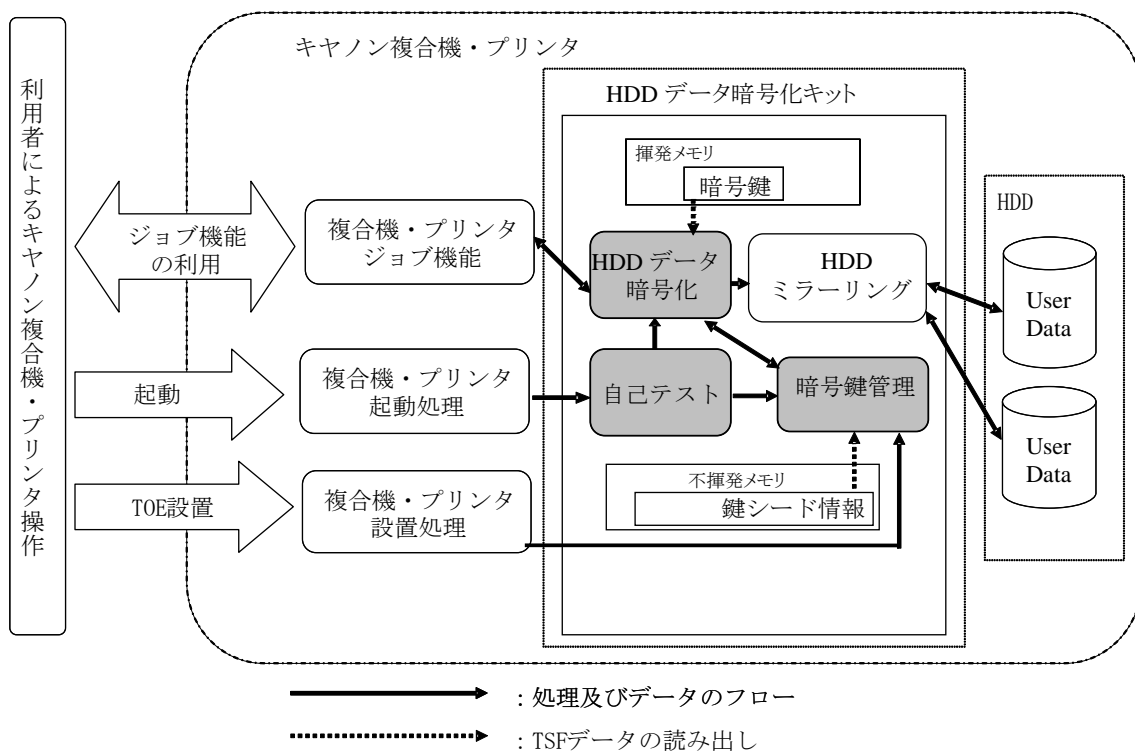 キヤノン複合機・プリンタ
利用者によるキヤノン複合機・プリンタ操作
HDD データ暗号化キット
揮発メモリ
暗号鍵
HDD
ジョブ機能
の利用
複合機・プリンタ
ジョブ機能
HDD データ
暗号化
HDD
ミラーリング
User
Data
起動
複合機・プリンタ
起動処理
自己テスト
暗号鍵管理
User
Data
TOE設置
複合機・プリンタ
設置処理
不揮発メモリ
鍵シード情報
：処理及びデータのフロー
：TSFデータの読み出し